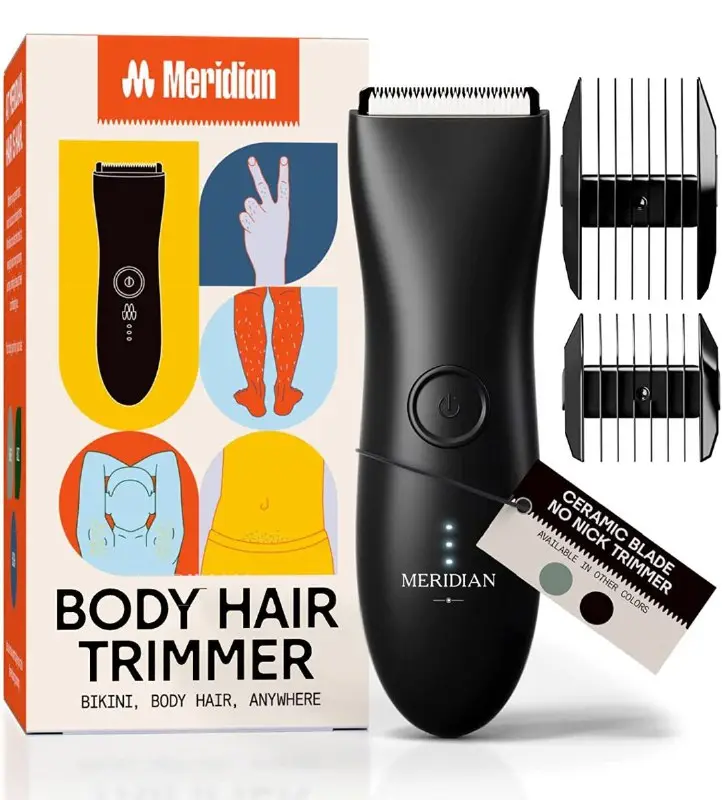 Meridian
BODY HAIR
TRIMMER
BIKINI, BODY HAIR, ANYWHERE
MERIDIAN
CERAMIC BLADE
NO NICK TRIMMER
AVAILABLE IN OTHER COLORS